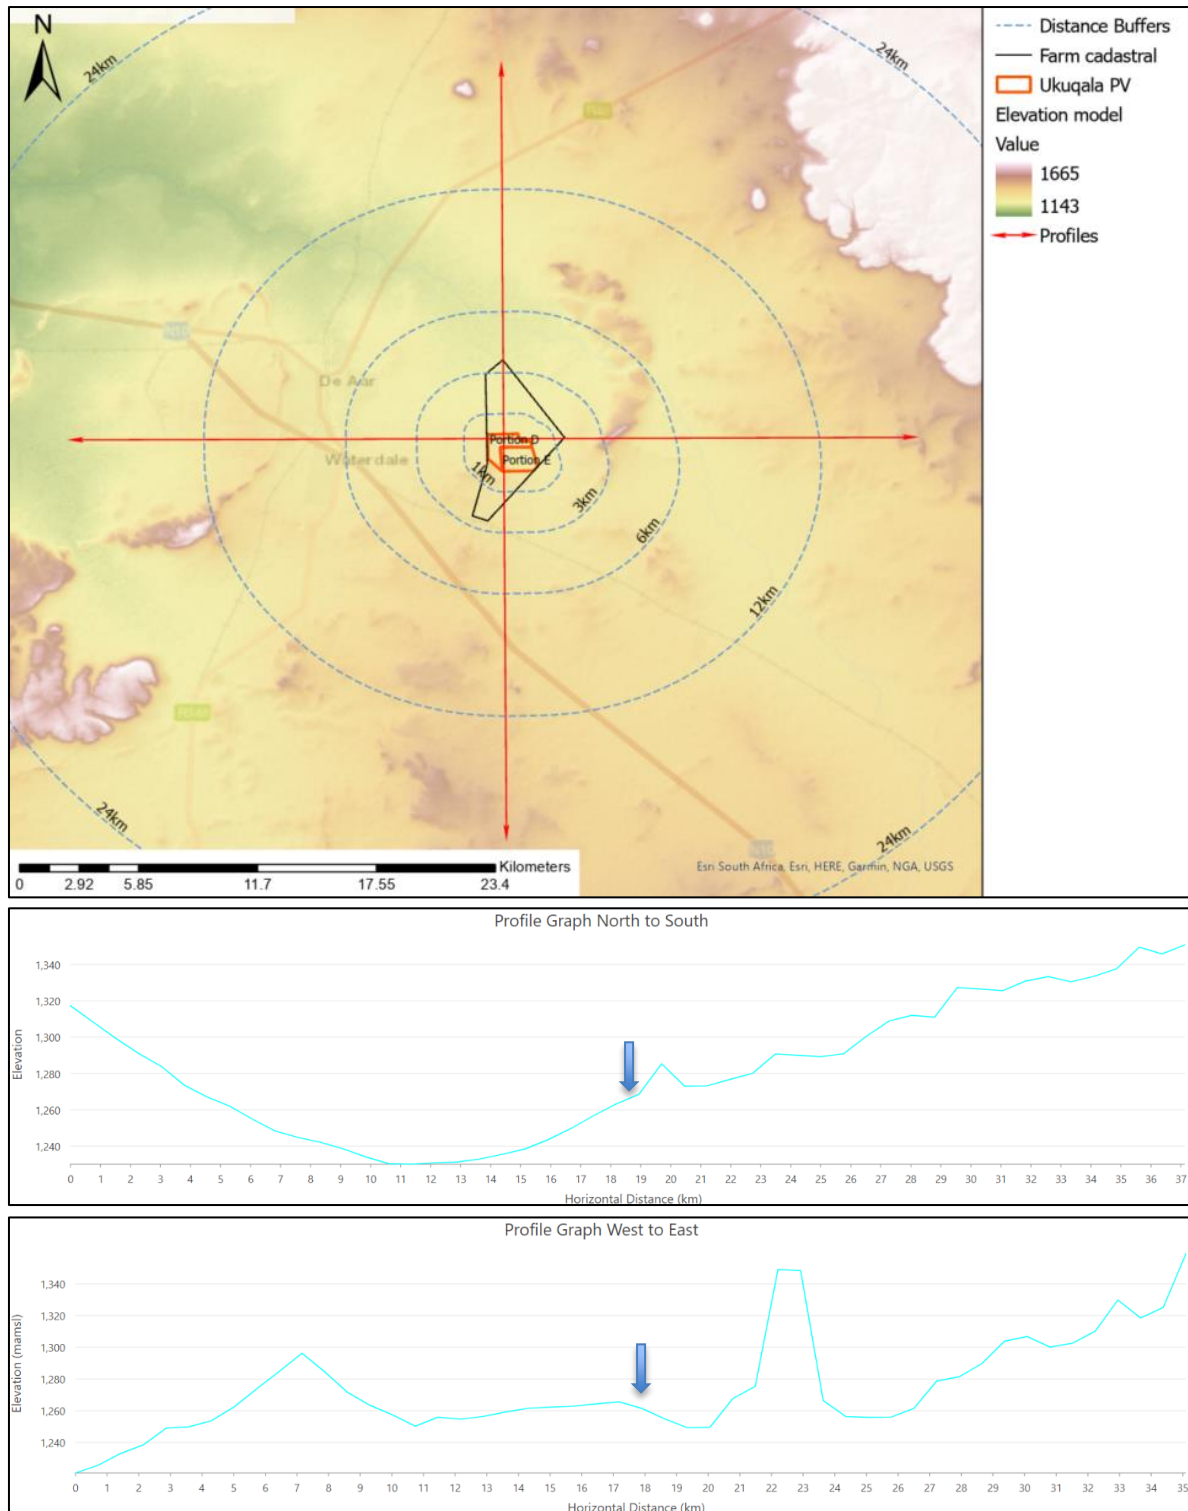 N
24km
24km
N10
De Aar
Waterdale
Portion D
Portion E
1km
3km
6km
12km
24km
24km
N10
Kilometers
0 2.92 5.85 11.7 17.55 23.4
Esri South Africa, Esri, HERE, Garmin, NGA, USGS
Distance Buffers
Farm cadastral
Ukuqala PV
Elevation model
Value
1665
1143
Profiles
Profile Graph North to South
Elevation
1,340
1,320
1,300
1,280
1,260
1,240
0 1 2 3 4 5 6 7 8 9 10 11 12 13 14 15 16 17 18 19 20 21 22 23 24 25 26 27 28 29 30 31 32 33 34 35 36 37
Horizontal Distance (km)
Profile Graph West to East
Elevation (mamsl)
1,340
1,320
1,300
1,280
1,260
1,240
0 1 2 3 4 5 6 7 8 9 10 11 12 13 14 15 16 17 18 19 20 21 22 23 24 25 26 27 28 29 30 31 32 33 34 35
Horizontal Distance (km)